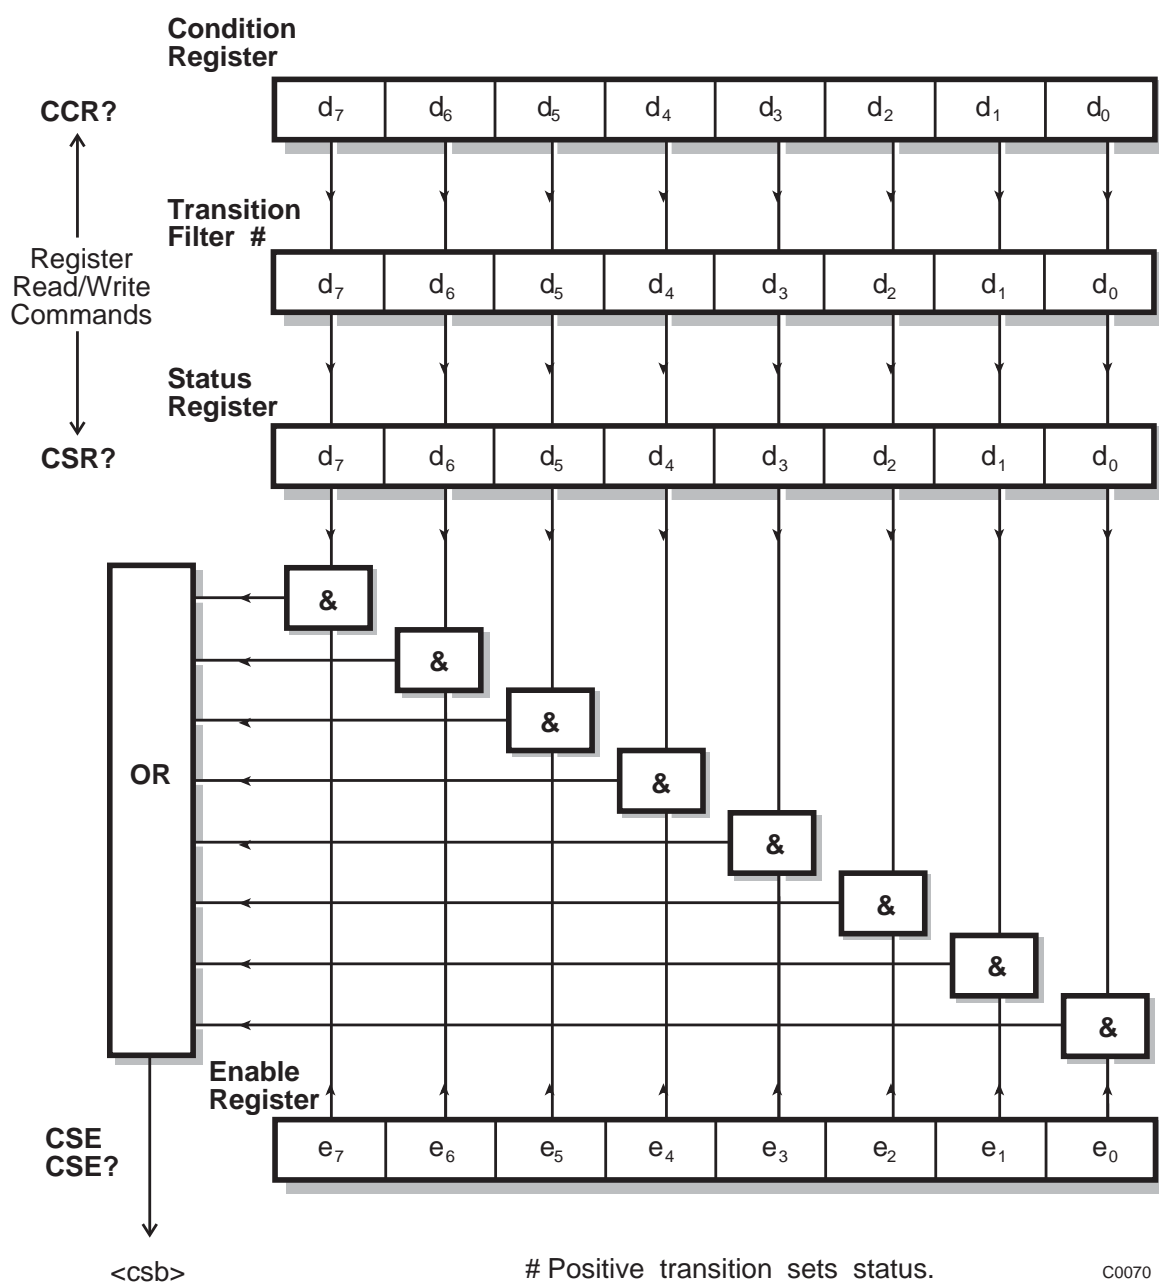 Condition
Register
CCR?
d7 d6 d5 d4 d3 d2 d1 d0
Transition
Filter #
Register
Read/Write
Commands
d7 d6 d5 d4 d3 d2 d1 d0
Status
Register
CSR?
d7 d6 d5 d4 d3 d2 d1 d0
&
&
&
&
&
&
&
&
OR
Enable
Register
CSE
CSE?
e7 e6 e5 e4 e3 e2 e1 e0
<csb>
# Positive transition sets status.
C0070